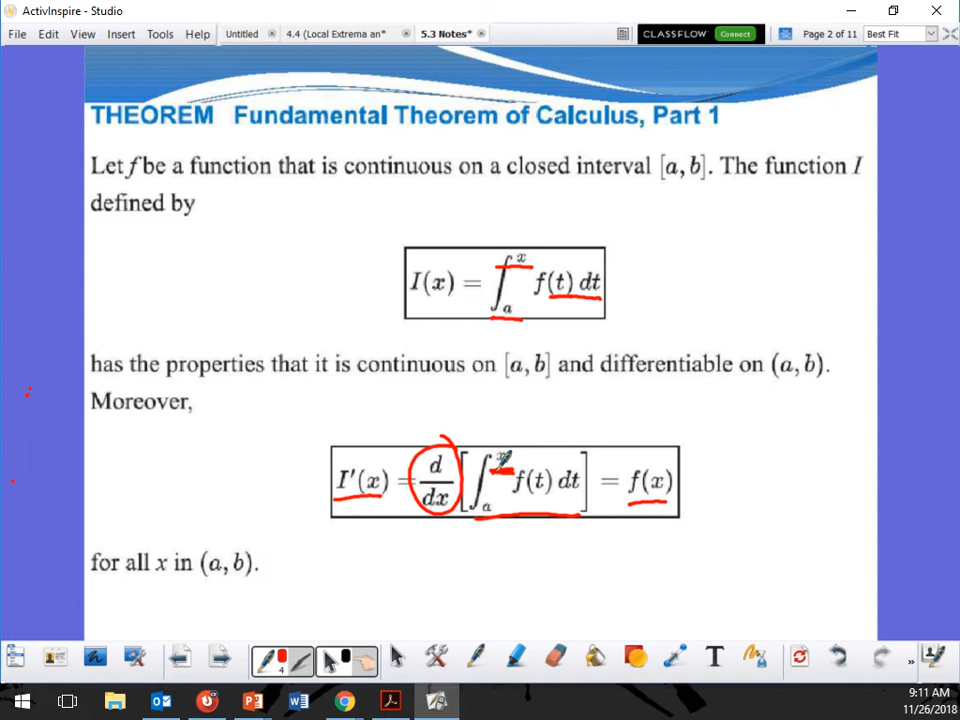 ActivInspire - Studio
File Edit View Insert Tools Help Untitled 4.4 (Local Extrema an* 5.3 Notes* CLASSFLOW Connect Page 2 of 11 Best Fit
THEOREM Fundamental Theorem of Calculus, Part 1
Let f be a function that is continuous on a closed interval [a, b]. The function I
defined by
I(x) = ∫ₐˣ f(t) dt
has the properties that it is continuous on [a, b] and differentiable on (a, b).
Moreover,
I′(x) = d/dx [∫ₐˣ f(t) dt] = f(x)
for all x in (a, b).
4
T
9:11 AM
11/26/2018